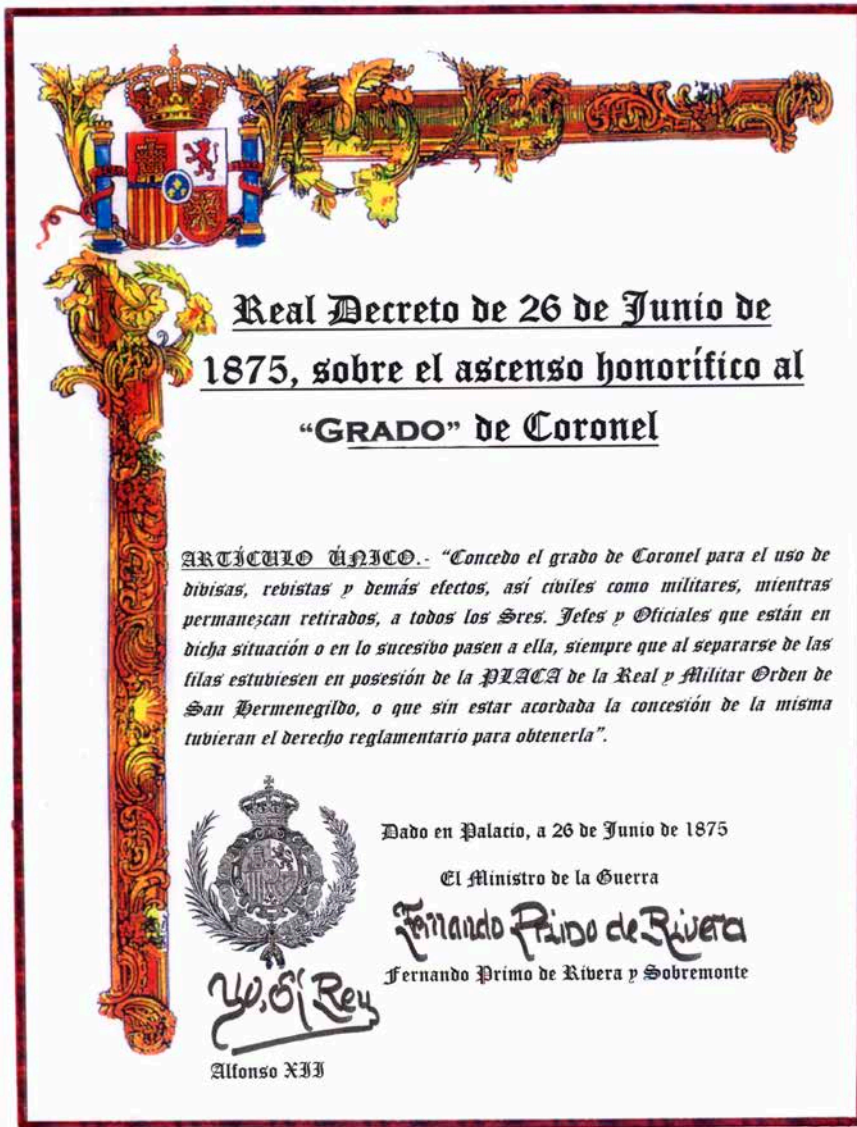 Real Decreto de 26 de Junio de
1875, sobre el ascenso honorífico al
“GRADO” de Coronel
ARTÍCULO ÚNICO.- “Concedo el grado de Coronel para el uso de
divisas, revistas y demás efectos, así civiles como militares, mientras
permanezcan retirados, a todos los Sres. Jefes y Oficiales que están en
dicha situación o en lo sucesivo pasen a ella, siempre que al separarse de las
filas estuviesen en posesión de la PLACA de la Real y Militar Orden de
San Hermenegildo, o que sin estar acordada la concesión de la misma
tuvieran el derecho reglamentario para obtenerla”.
Dado en Palacio, a 26 de Junio de 1875
El Ministro de la Guerra
Fernando Primo de Rivera
Fernando Primo de Rivera y Sobremonte
Yo, El Rey
Alfonso XII